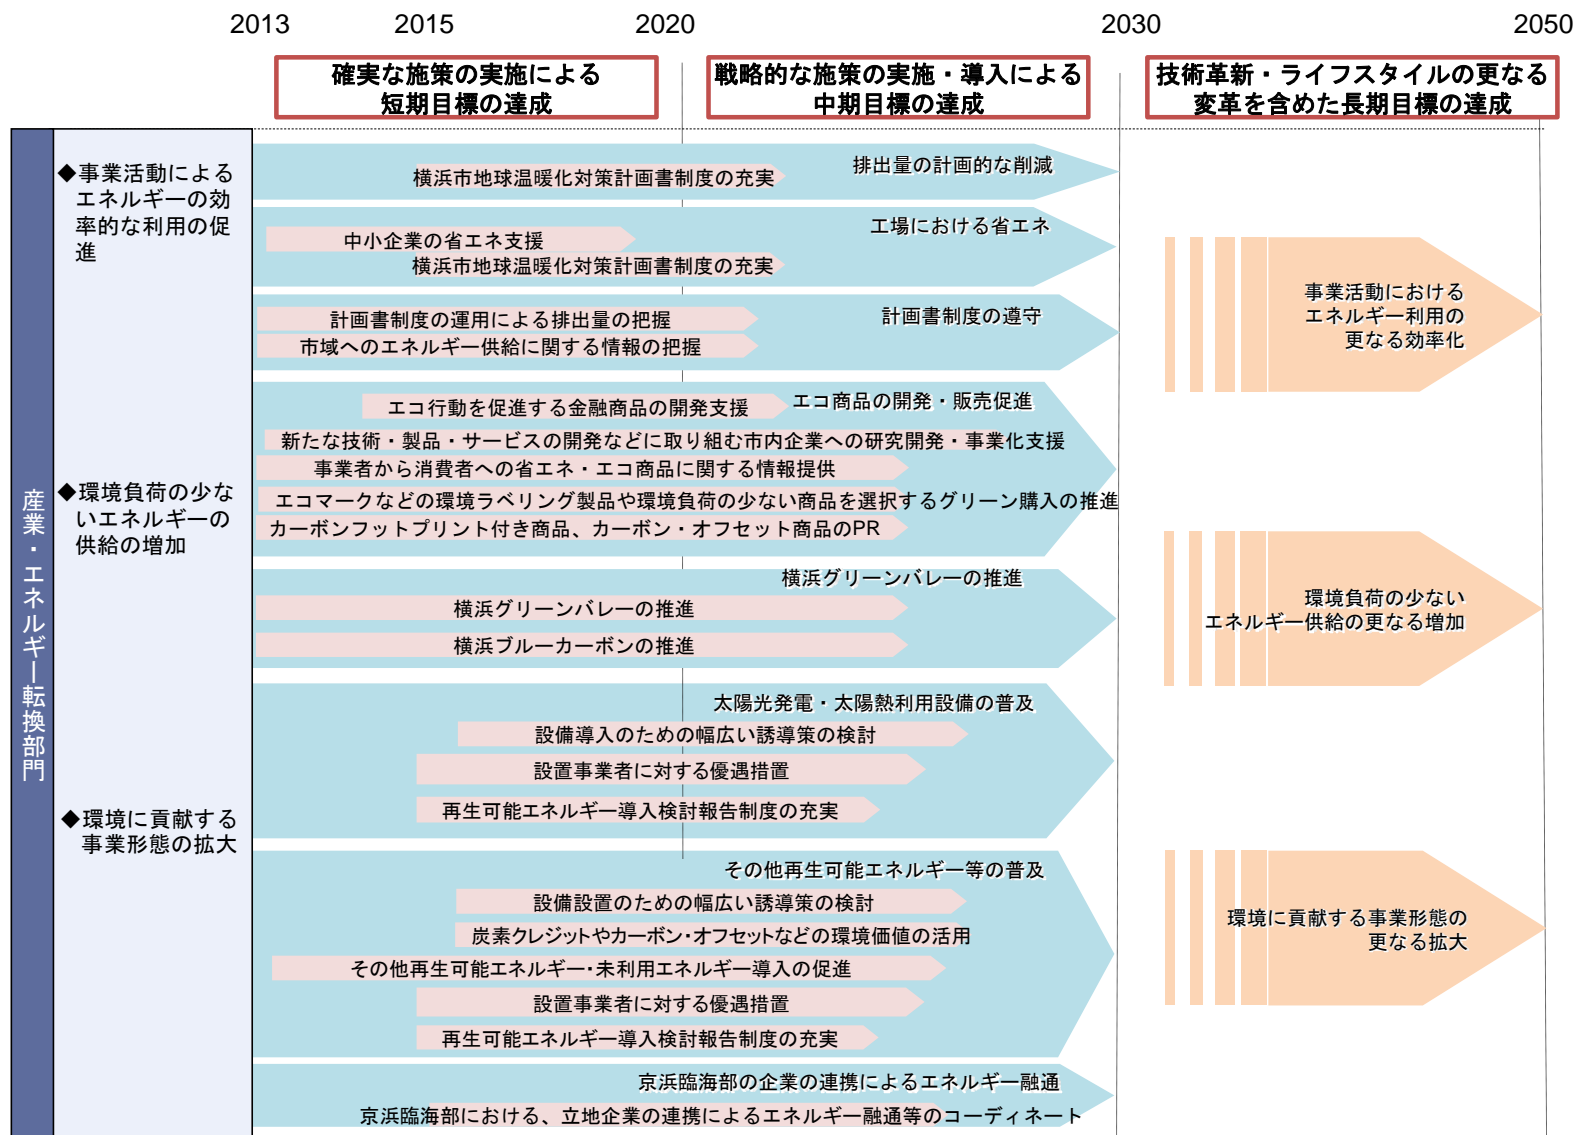 2013
2015
2020
2030
2050
確実な施策の実施による
短期目標の達成
戦略的な施策の実施・導入による
中期目標の達成
技術革新・ライフスタイルの更なる
変革を含めた長期目標の達成
産業・エネルギー転換部門
◆事業活動による
エネルギーの効
率的な利用の促
進
◆環境負荷の少な
いエネルギーの
供給の増加
◆環境に貢献する
事業形態の拡大
排出量の計画的な削減
横浜市地球温暖化対策計画書制度の充実
工場における省エネ
中小企業の省エネ支援
横浜市地球温暖化対策計画書制度の充実
計画書制度の遵守
計画書制度の運用による排出量の把握
市域へのエネルギー供給に関する情報の把握
エコ商品の開発・販売促進
エコ行動を促進する金融商品の開発支援
新たな技術・製品・サービスの開発などに取り組む市内企業への研究開発・事業化支援
事業者から消費者への省エネ・エコ商品に関する情報提供
エコマークなどの環境ラベリング製品や環境負荷の少ない商品を選択するグリーン購入の推進
カーボンフットプリント付き商品、カーボン・オフセット商品のPR
横浜グリーンバレーの推進
横浜グリーンバレーの推進
横浜ブルーカーボンの推進
太陽光発電・太陽熱利用設備の普及
設備導入のための幅広い誘導策の検討
設置事業者に対する優遇措置
再生可能エネルギー導入検討報告制度の充実
その他再生可能エネルギー等の普及
設備設置のための幅広い誘導策の検討
炭素クレジットやカーボン・オフセットなどの環境価値の活用
その他再生可能エネルギー・未利用エネルギー導入の促進
設置事業者に対する優遇措置
再生可能エネルギー導入検討報告制度の充実
京浜臨海部の企業の連携によるエネルギー融通
京浜臨海部における、立地企業の連携によるエネルギー融通等のコーディネート
事業活動における
エネルギー利用の
更なる効率化
環境負荷の少ない
エネルギー供給の更なる増加
環境に貢献する事業形態の
更なる拡大